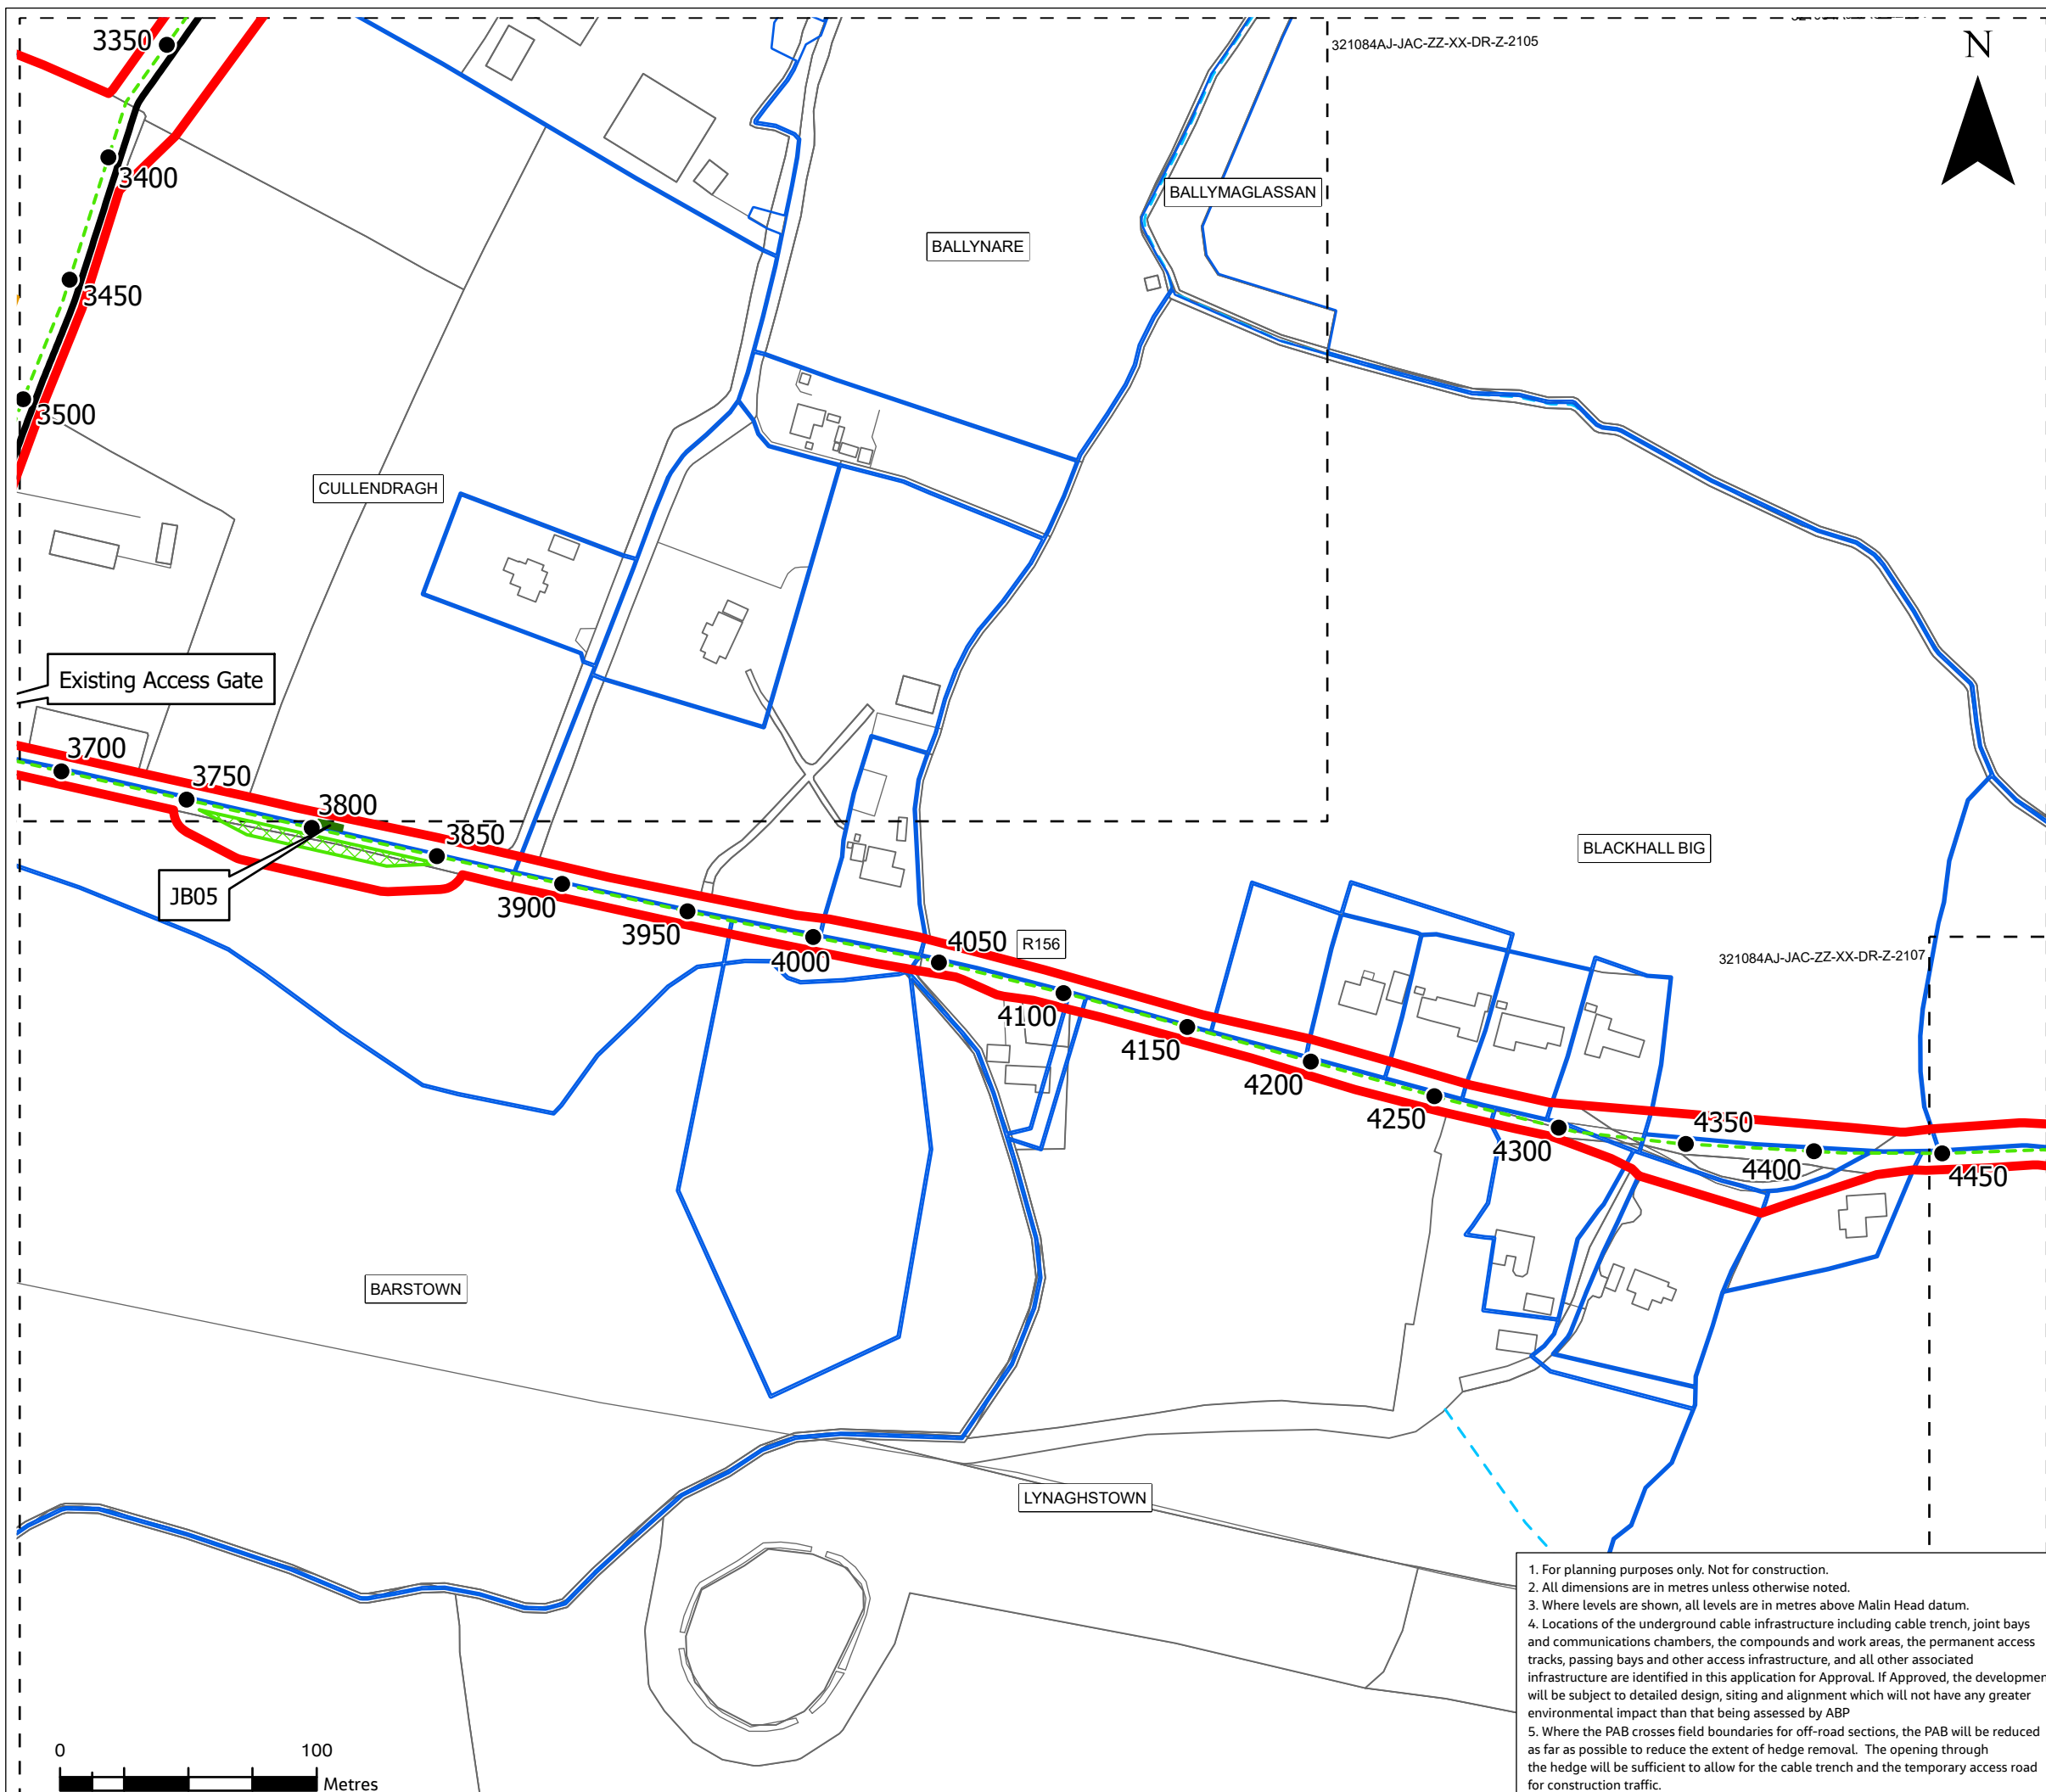 321084AJ-JAC-ZZ-XX-DR-Z-2105
N
3350
3400
3450
3500
BALLYMAGLASSAN
BALLYNARE
CULLENDRAGH
Existing Access Gate
3700
3750
3800
3850
JB05
3900
3950
4000
4050
R156
4100
4150
4200
4250
4300
4350
4400
4450
BLACKHALL BIG
321084AJ-JAC-ZZ-XX-DR-Z-2107
BARSTOWN
LYNAGHSTOWN
1. For planning purposes only. Not for construction.
2. All dimensions are in metres unless otherwise noted.
3. Where levels are shown, all levels are in metres above Malin Head datum.
4. Locations of the underground cable infrastructure including cable trench, joint bays
and communications chambers, the compounds and work areas, the permanent access
tracks, passing bays and other access infrastructure, and all other associated
infrastructure are identified in this application for Approval. If Approved, the developmen
will be subject to detailed design, siting and alignment which will not have any greater
environmental impact than that being assessed by ABP
5. Where the PAB crosses field boundaries for off-road sections, the PAB will be reduced
as far as possible to reduce the extent of hedge removal. The opening through
the hedge will be sufficient to allow for the cable trench and the temporary access road
for construction traffic.
0 100
Metres